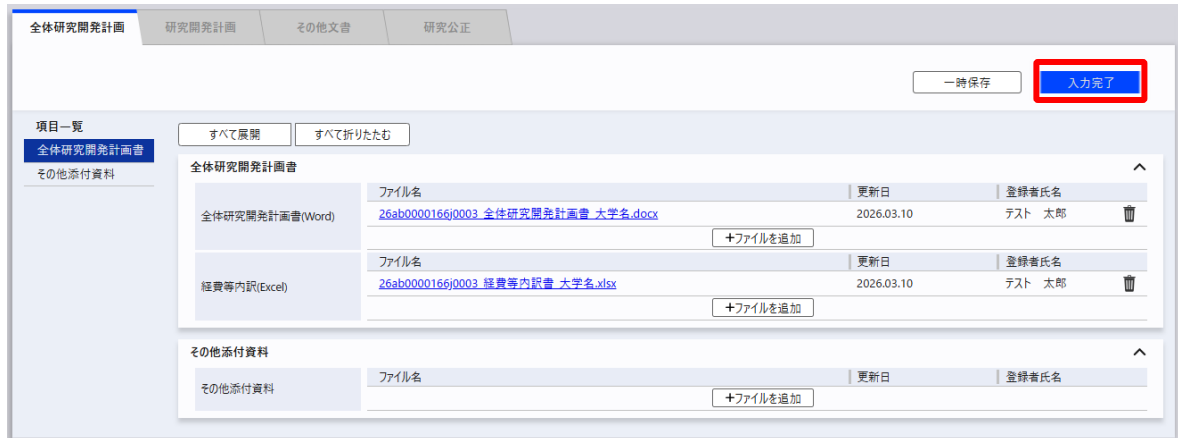 全体研究開発計画 研究開発計画 その他文書 研究公正
一時保存 入力完了
項目一覧
全体研究開発計画書
その他添付資料
すべて展開 すべて折りたたむ
全体研究開発計画書
ファイル名 更新日 登録者氏名
全体研究開発計画書(Word) 26ab0000166j0003_全体研究開発計画書_大学名.docx 2026.03.10 テスト 太郎
+ファイルを追加
ファイル名 更新日 登録者氏名
経費等内訳(Excel) 26ab0000166j0003_経費等内訳書_大学名.xlsx 2026.03.10 テスト 太郎
+ファイルを追加
その他添付資料
ファイル名 更新日 登録者氏名
その他添付資料
+ファイルを追加